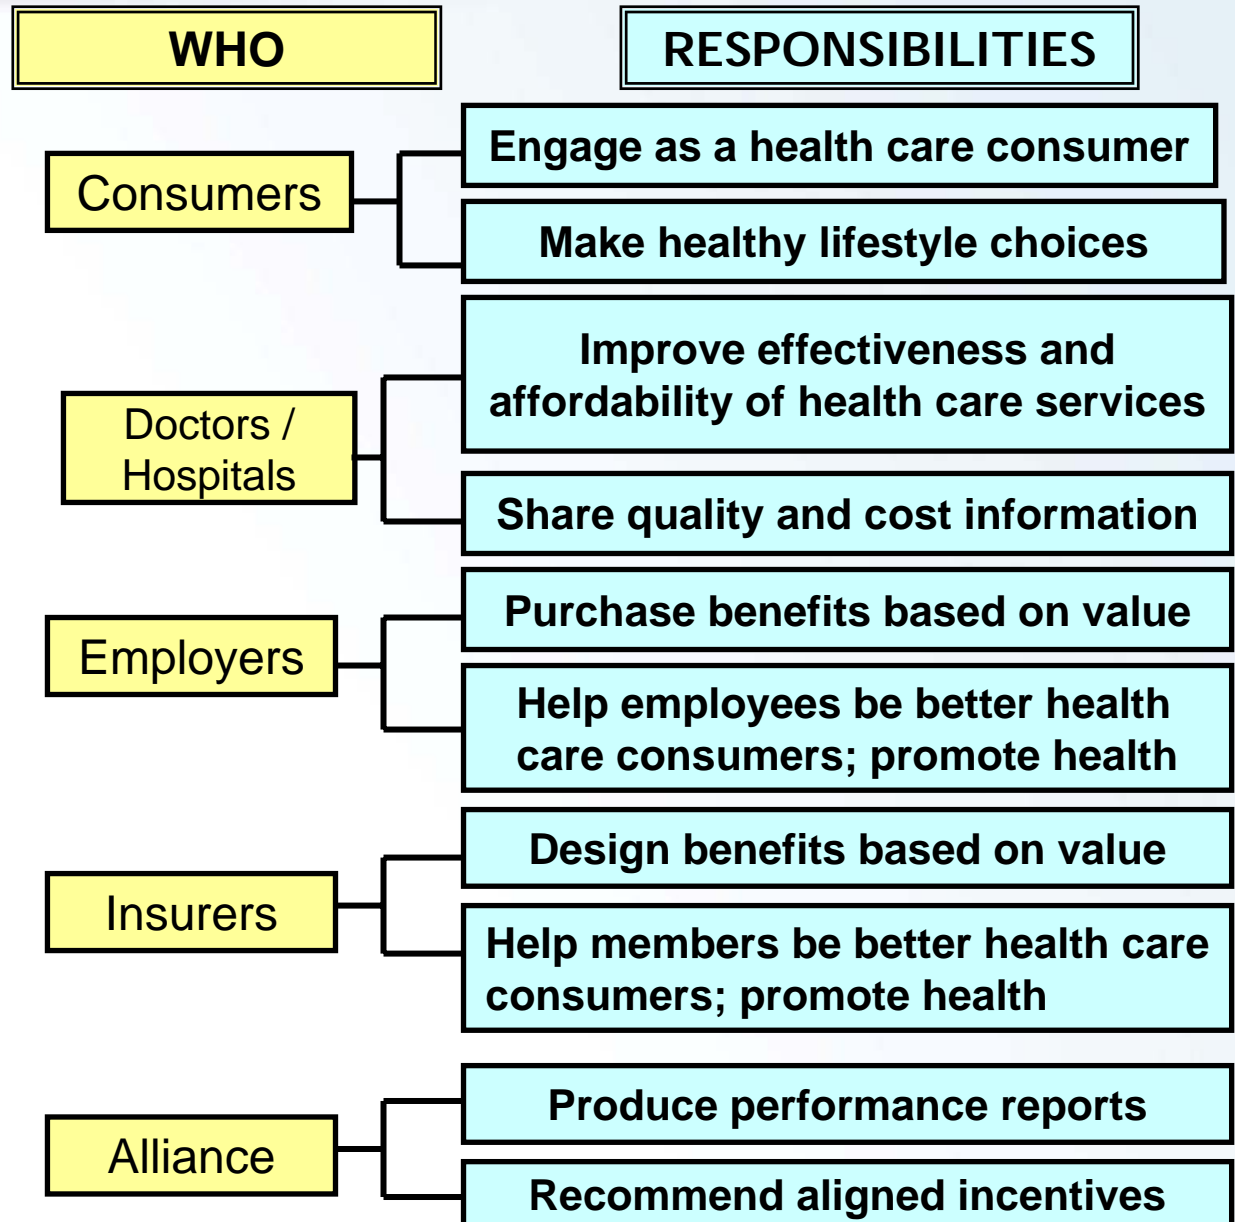 WHO
RESPONSIBILITIES
Consumers
Engage as a health care consumer
Make healthy lifestyle choices
Doctors /
Hospitals
Improve effectiveness and
affordability of health care services
Share quality and cost information
Employers
Purchase benefits based on value
Help employees be better health
care consumers; promote health
Insurers
Design benefits based on value
Help members be better health care
consumers; promote health
Alliance
Produce performance reports
Recommend aligned incentives